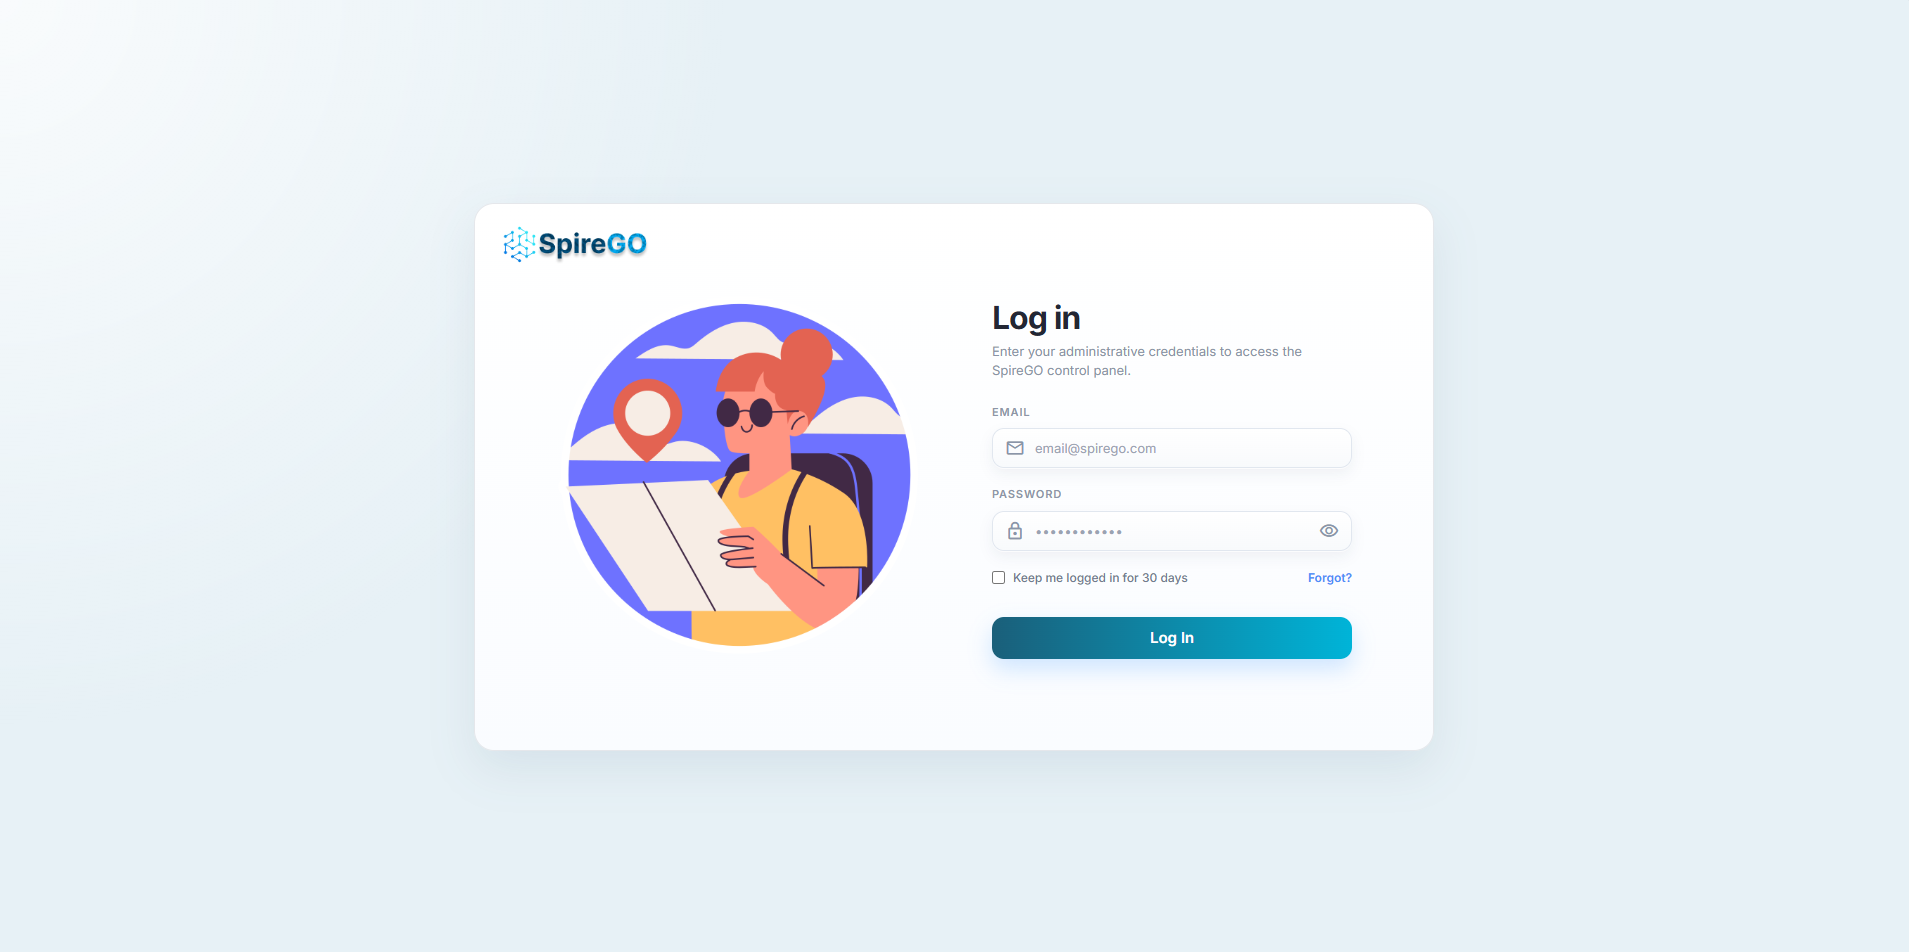 SpireGO
Log in
Enter your administrative credentials to access the
SpireGO control panel.
EMAIL
email@spirego.com
PASSWORD
••••••••••••
Keep me logged in for 30 days
Forgot?
Log In